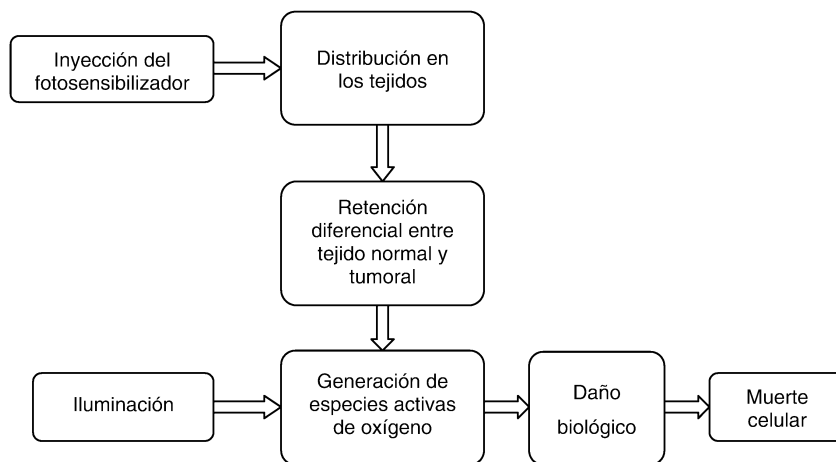 Inyección del
fotosensibilizador
Distribución en
los tejidos
Retención
diferencial entre
tejido normal y
tumoral
Iluminación
Generación de
especies activas
de oxígeno
Daño
biológico
Muerte
celular